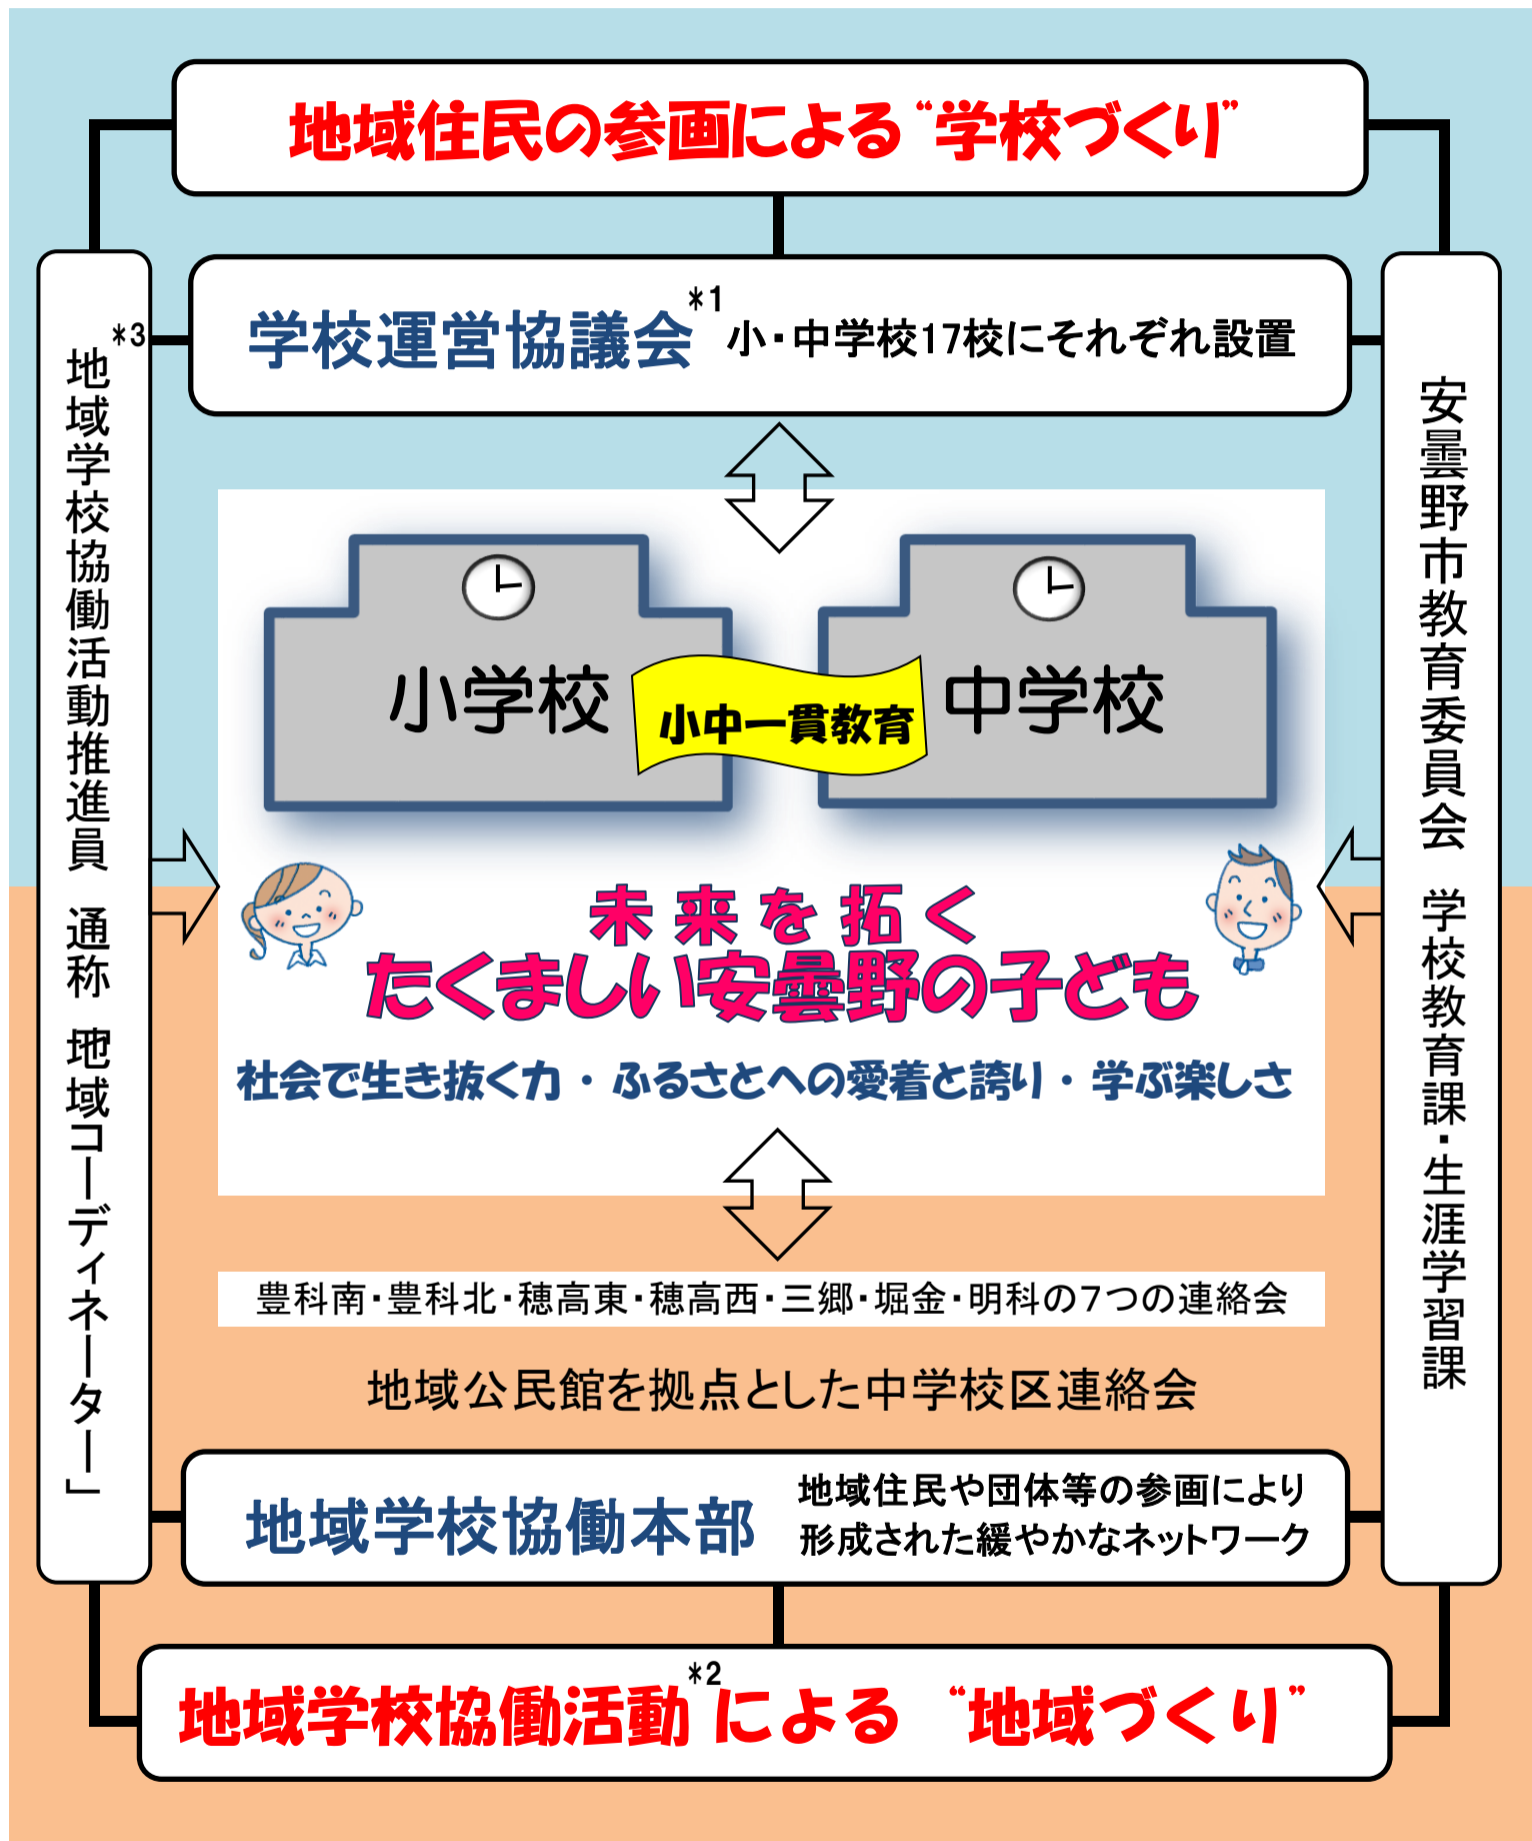 地域住民の参画による“学校づくり”
学校運営協議会*1 小・中学校17校にそれぞれ設置
地域学校協働活動推進員*3 通称 地域コーディネーター」
安曇野市教育委員会 学校教育課・生涯学習課
小学校
小中一貫教育
中学校
未来を拓く
たくましい安曇野の子ども
社会で生き抜く力・ふるさとへの愛着と誇り・学ぶ楽しさ
豊科南・豊科北・穂高東・穂高西・三郷・堀金・明科の7つの連絡会
地域公民館を拠点とした中学校区連絡会
地域学校協働本部
地域住民や団体等の参画により
形成された緩やかなネットワーク
地域学校協働活動*2による “地域づくり”